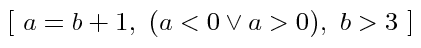 [ a = b + 1, (a < 0 ∨ a > 0), b > 3 ]